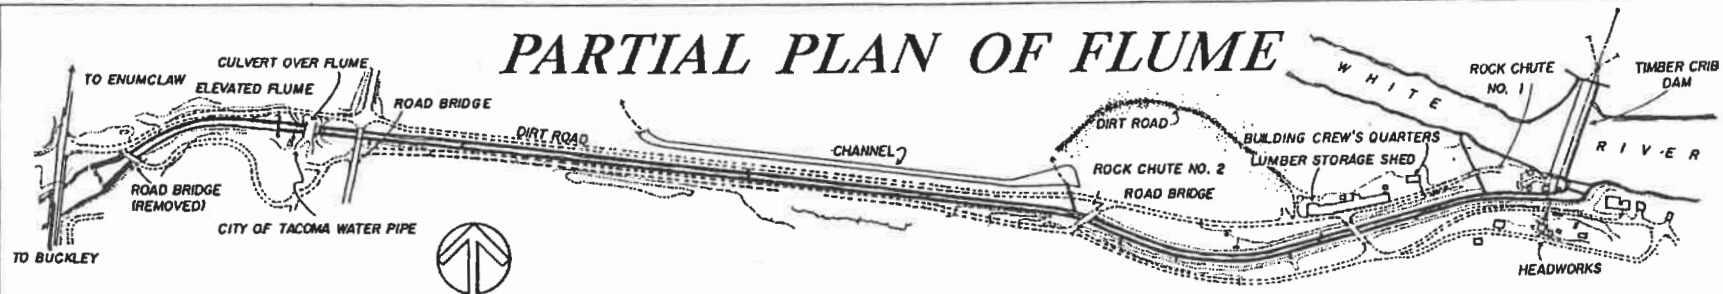 PARTIAL PLAN OF FLUME
TO ENUMCLAW
CULVERT OVER FLUME
ELEVATED FLUME
ROAD BRIDGE
DIRT ROAD
CHANNEL
DIRT ROAD
WHITE
RIVER
ROCK CHUTE
NO. 1
TIMBER CRIB
DAM
BUILDING CREW'S QUARTERS
LUMBER STORAGE SHED
ROCK CHUTE NO. 2
ROAD BRIDGE
ROAD BRIDGE
(REMOVED)
CITY OF TACOMA WATER PIPE
TO BUCKLEY
HEADWORKS